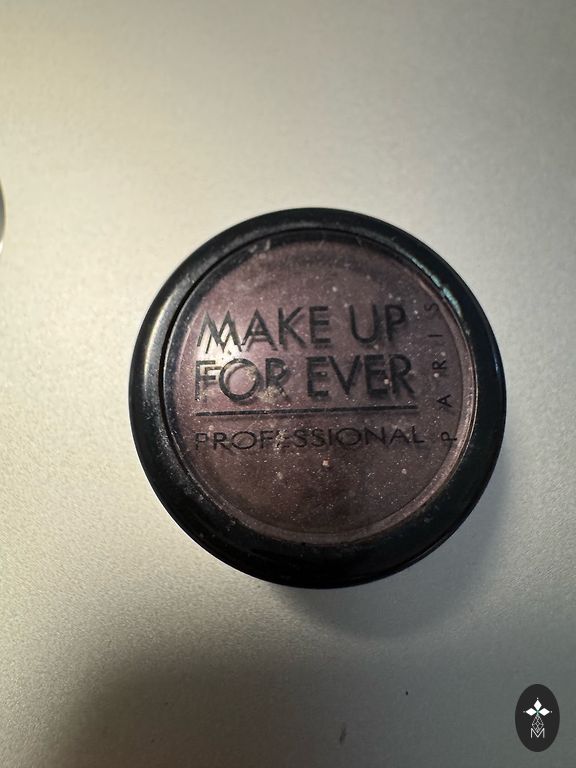 MAKE UP
FOR EVER
PROFESSIONAL
PARIS
M